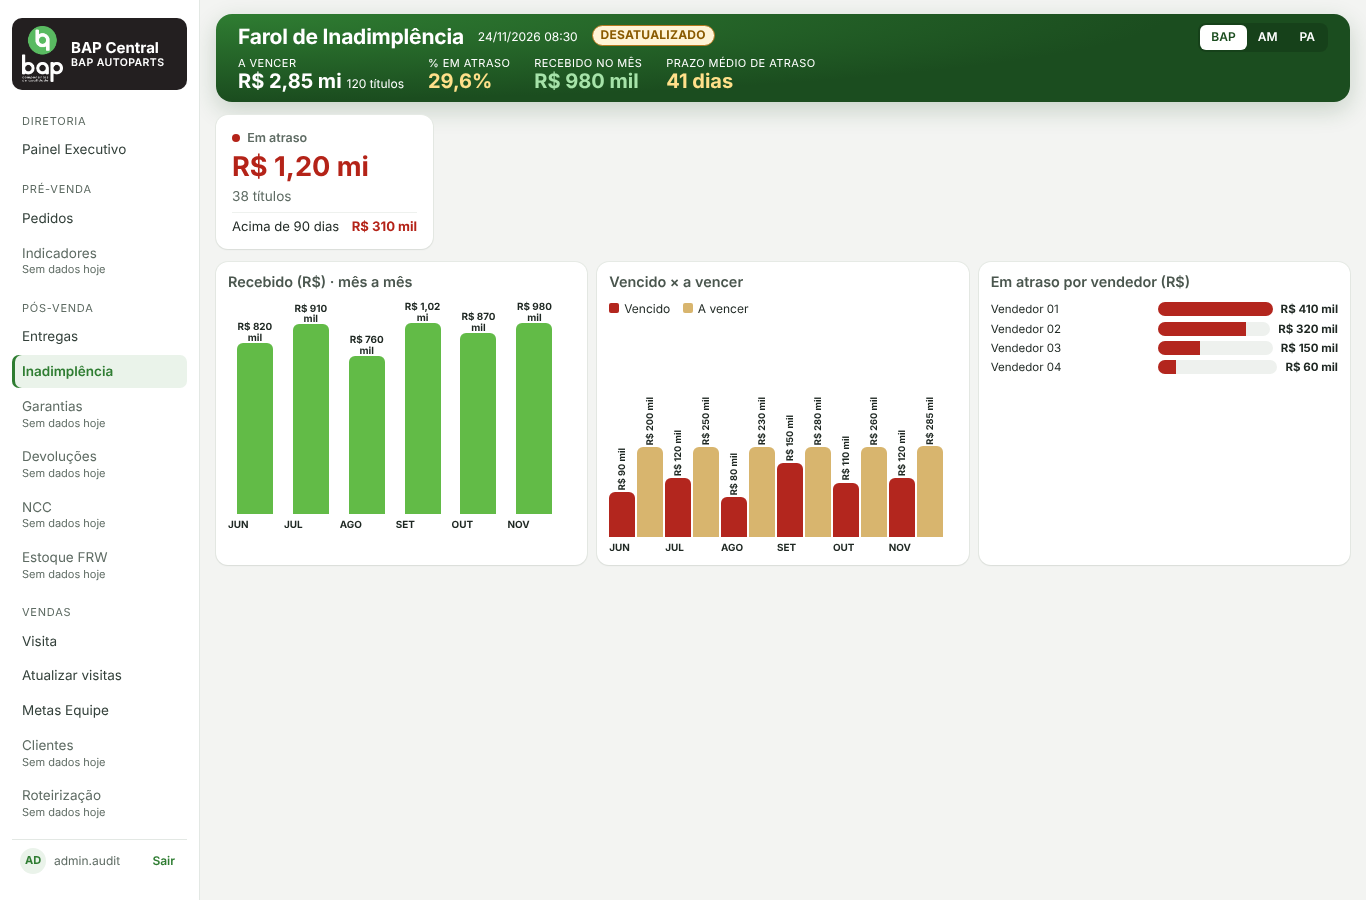 bap
BAP Central
BAP AUTOPARTS
DIRETORIA
Painel Executivo
PRÉ-VENDA
Pedidos
Indicadores
Sem dados hoje
PÓS-VENDA
Entregas
Inadimplência
Garantias
Sem dados hoje
Devoluções
Sem dados hoje
NCC
Sem dados hoje
Estoque FRW
Sem dados hoje
VENDAS
Visita
Atualizar visitas
Metas Equipe
Clientes
Sem dados hoje
Roteirização
Sem dados hoje
AD admin.audit Sair
Farol de Inadimplência 24/11/2026 08:30 DESATUALIZADO
BAP AM PA
A VENCER
R$ 2,85 mi 120 títulos
% EM ATRASO
29,6%
RECEBIDO NO MÊS
R$ 980 mil
PRAZO MÉDIO DE ATRASO
41 dias
Em atraso
R$ 1,20 mi
38 títulos
Acima de 90 dias R$ 310 mil
Recebido (R$) · mês a mês
R$ 820 mil
R$ 910 mil
R$ 760 mil
R$ 1,02 mi
R$ 870 mil
R$ 980 mil
JUN JUL AGO SET OUT NOV
Vencido × a vencer
Vencido A vencer
R$ 90 mil
R$ 200 mil
R$ 120 mil
R$ 250 mil
R$ 80 mil
R$ 230 mil
R$ 150 mil
R$ 280 mil
R$ 110 mil
R$ 260 mil
R$ 120 mil
R$ 285 mil
JUN JUL AGO SET OUT NOV
Em atraso por vendedor (R$)
Vendedor 01 R$ 410 mil
Vendedor 02 R$ 320 mil
Vendedor 03 R$ 150 mil
Vendedor 04 R$ 60 mil